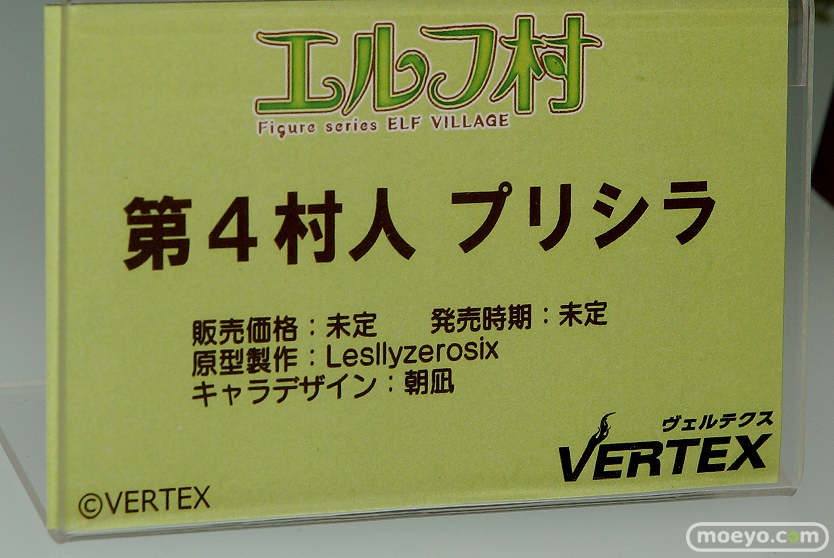 エルフ村
Figure series ELF VILLAGE
第4村人 プリシラ
販売価格：未定　発売時期：未定
原型製作：Lesllyzerosix
キャラデザイン：朝凪
ヴェルテクス
VERTEX
©VERTEX
moeyo.com